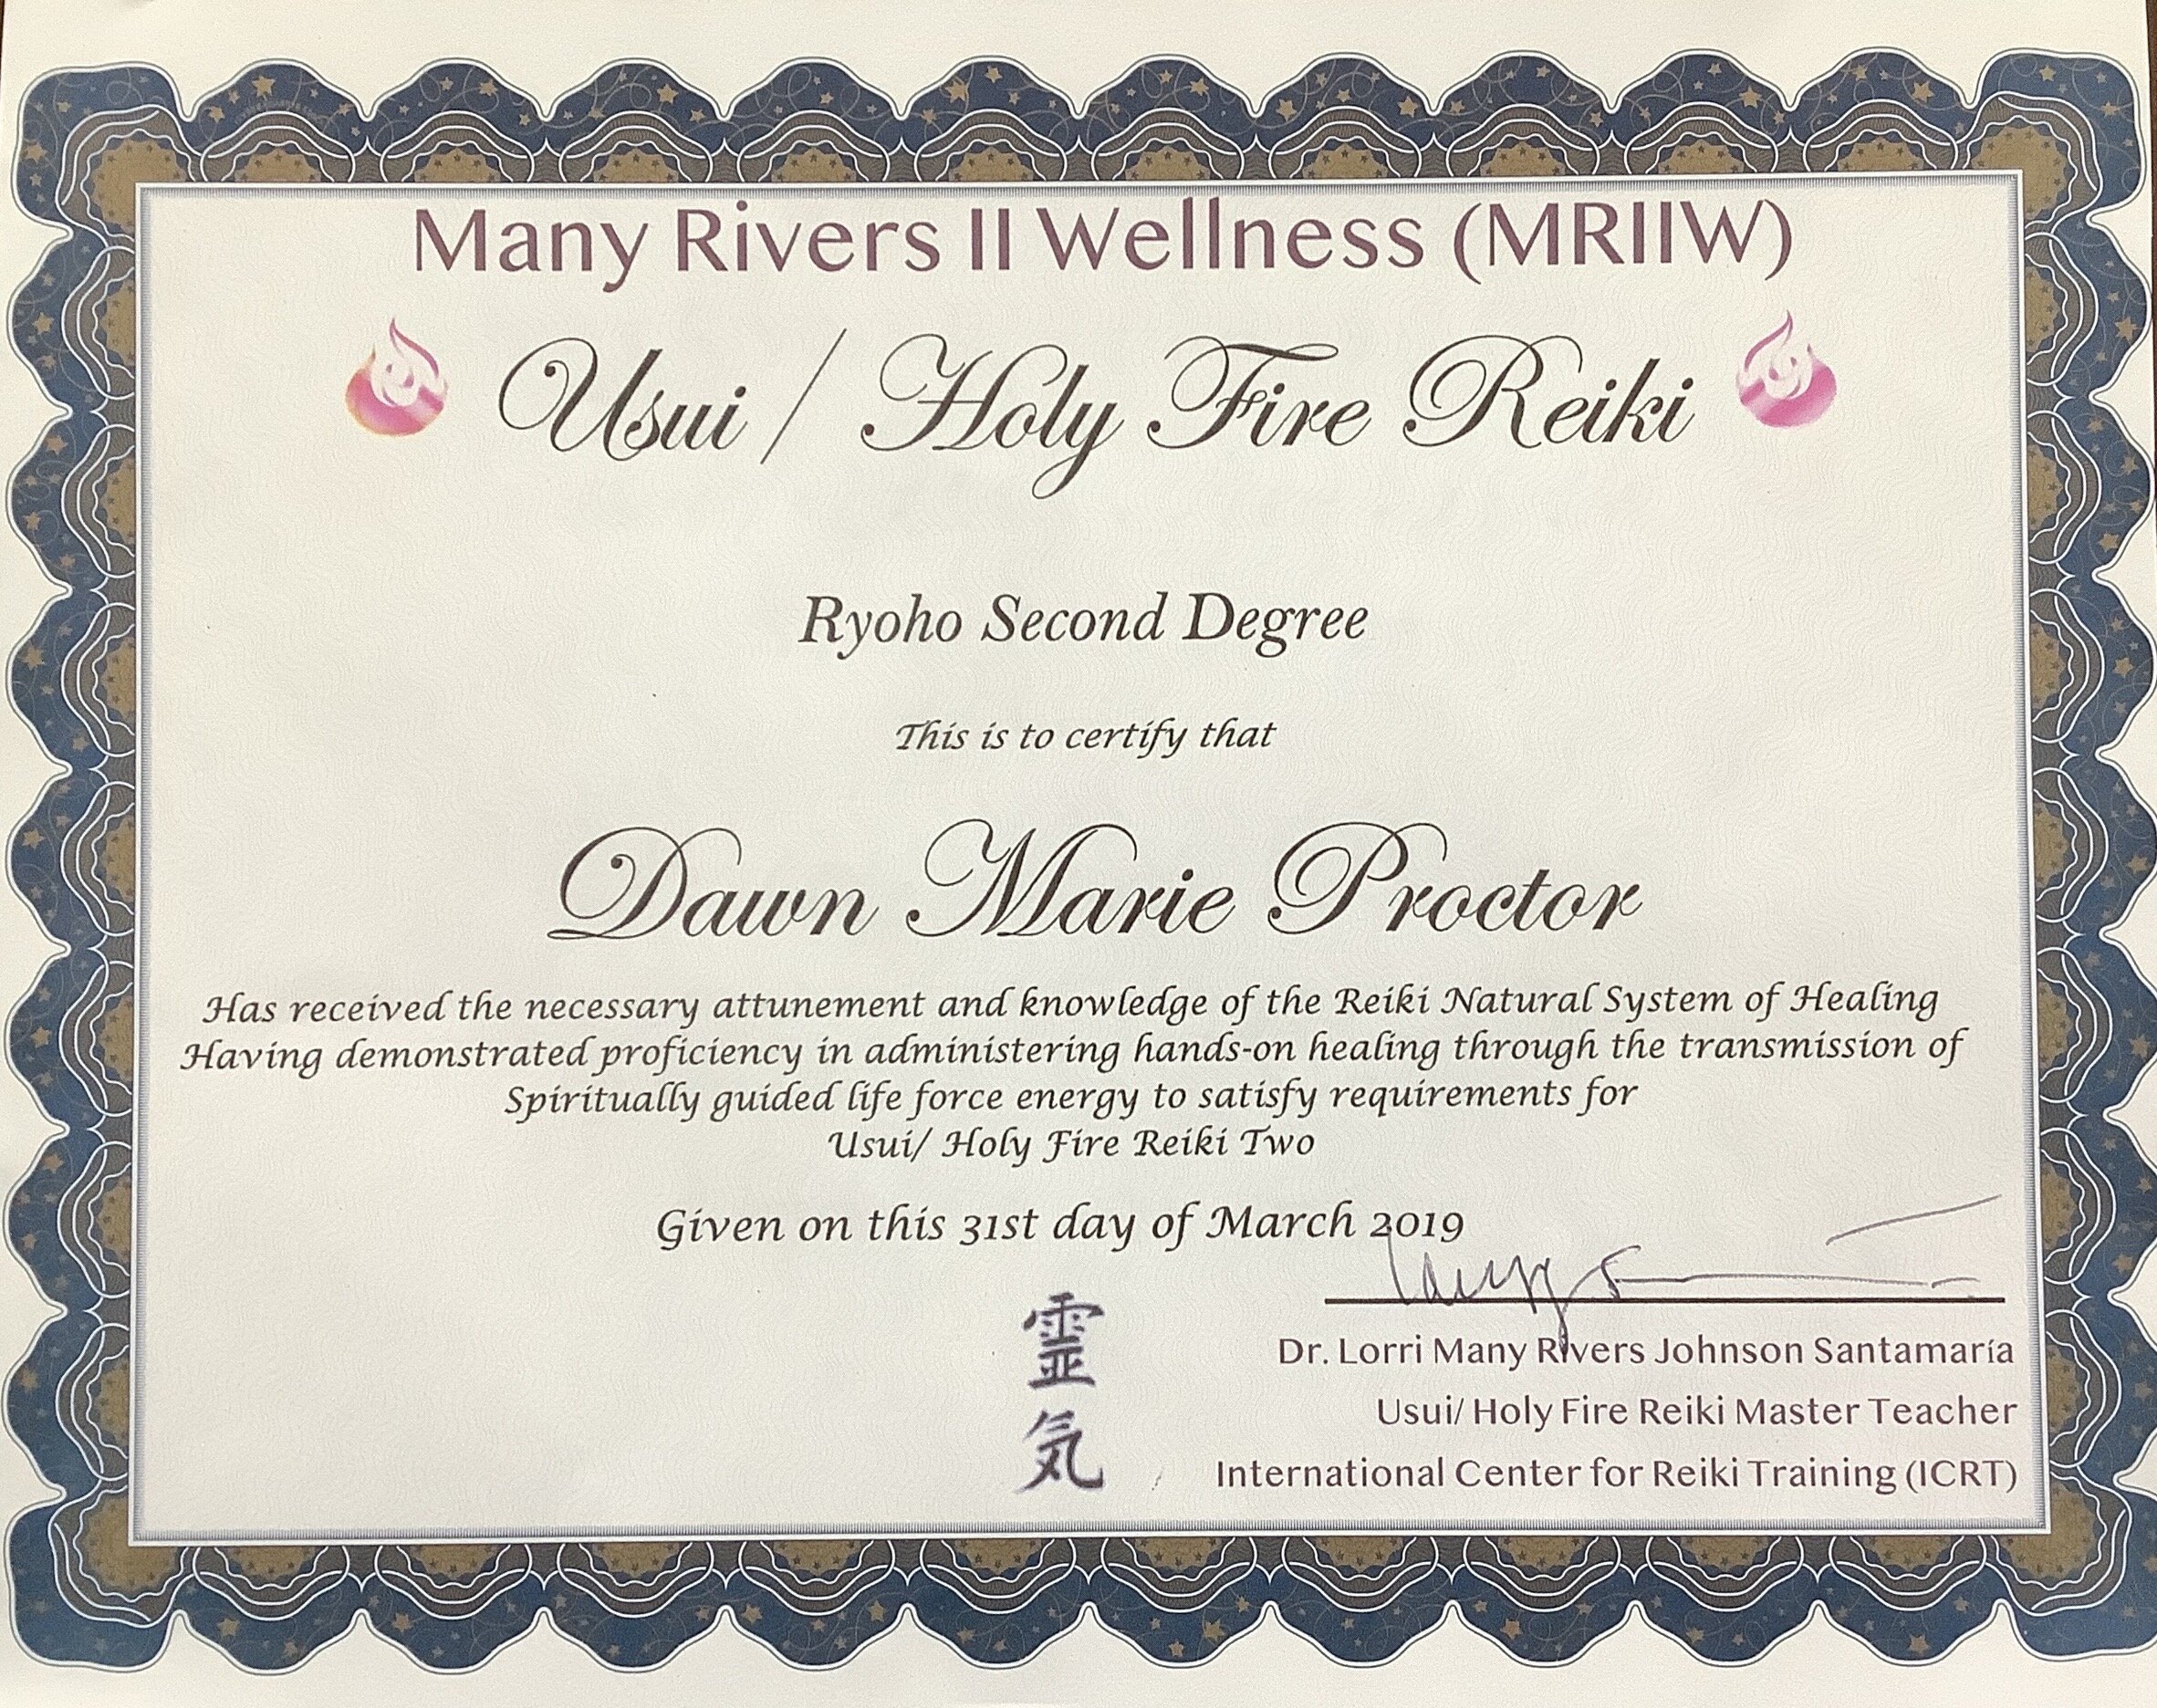 Many Rivers II Wellness (MRIIW)
Usui / Holy Fire Reiki
Ryoho Second Degree
This is to certify that
Dawn Marie Proctor
Has received the necessary attunement and knowledge of the Reiki Natural System of Healing
Having demonstrated proficiency in administering hands-on healing through the transmission of
Spiritually guided life force energy to satisfy requirements for
Usui/ Holy Fire Reiki Two
Given on this 31st day of March 2019
靈
気
Dr. Lorri Many Rivers Johnson Santamaría
Usui/ Holy Fire Reiki Master Teacher
International Center for Reiki Training (ICRT)